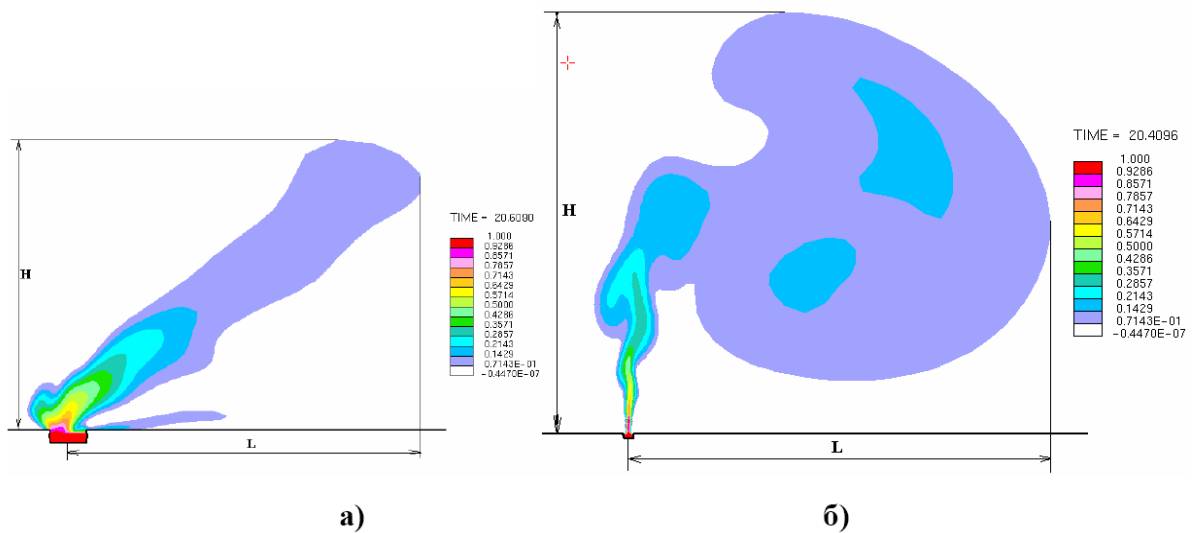 H
L
TIME = 20.6090
1.000
0.9286
0.8571
0.7857
0.7143
0.6429
0.5714
0.5000
0.4286
0.3571
0.2857
0.2143
0.1429
0.7143E-01
-0.4470E-07
а)
H
L
TIME = 20.4096
1.000
0.9286
0.8571
0.7857
0.7143
0.6429
0.5714
0.5000
0.4286
0.3571
0.2857
0.2143
0.1429
0.7143E-01
-0.4470E-07
б)